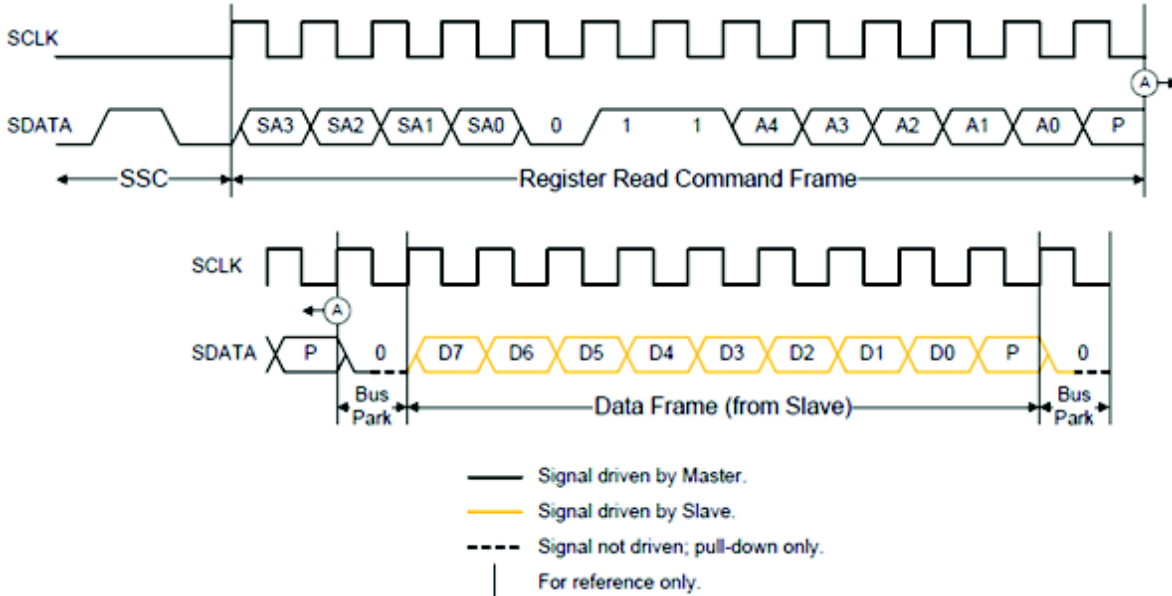 SCLK
A
SDATA SA3 SA2 SA1 SA0 0 1 1 A4 A3 A2 A1 A0 P
SSC Register Read Command Frame
SCLK
A
SDATA P 0 D7 D6 D5 D4 D3 D2 D1 D0 P 0
Bus Park Data Frame (from Slave) Bus Park
Signal driven by Master.
Signal driven by Slave.
Signal not driven; pull-down only.
For reference only.